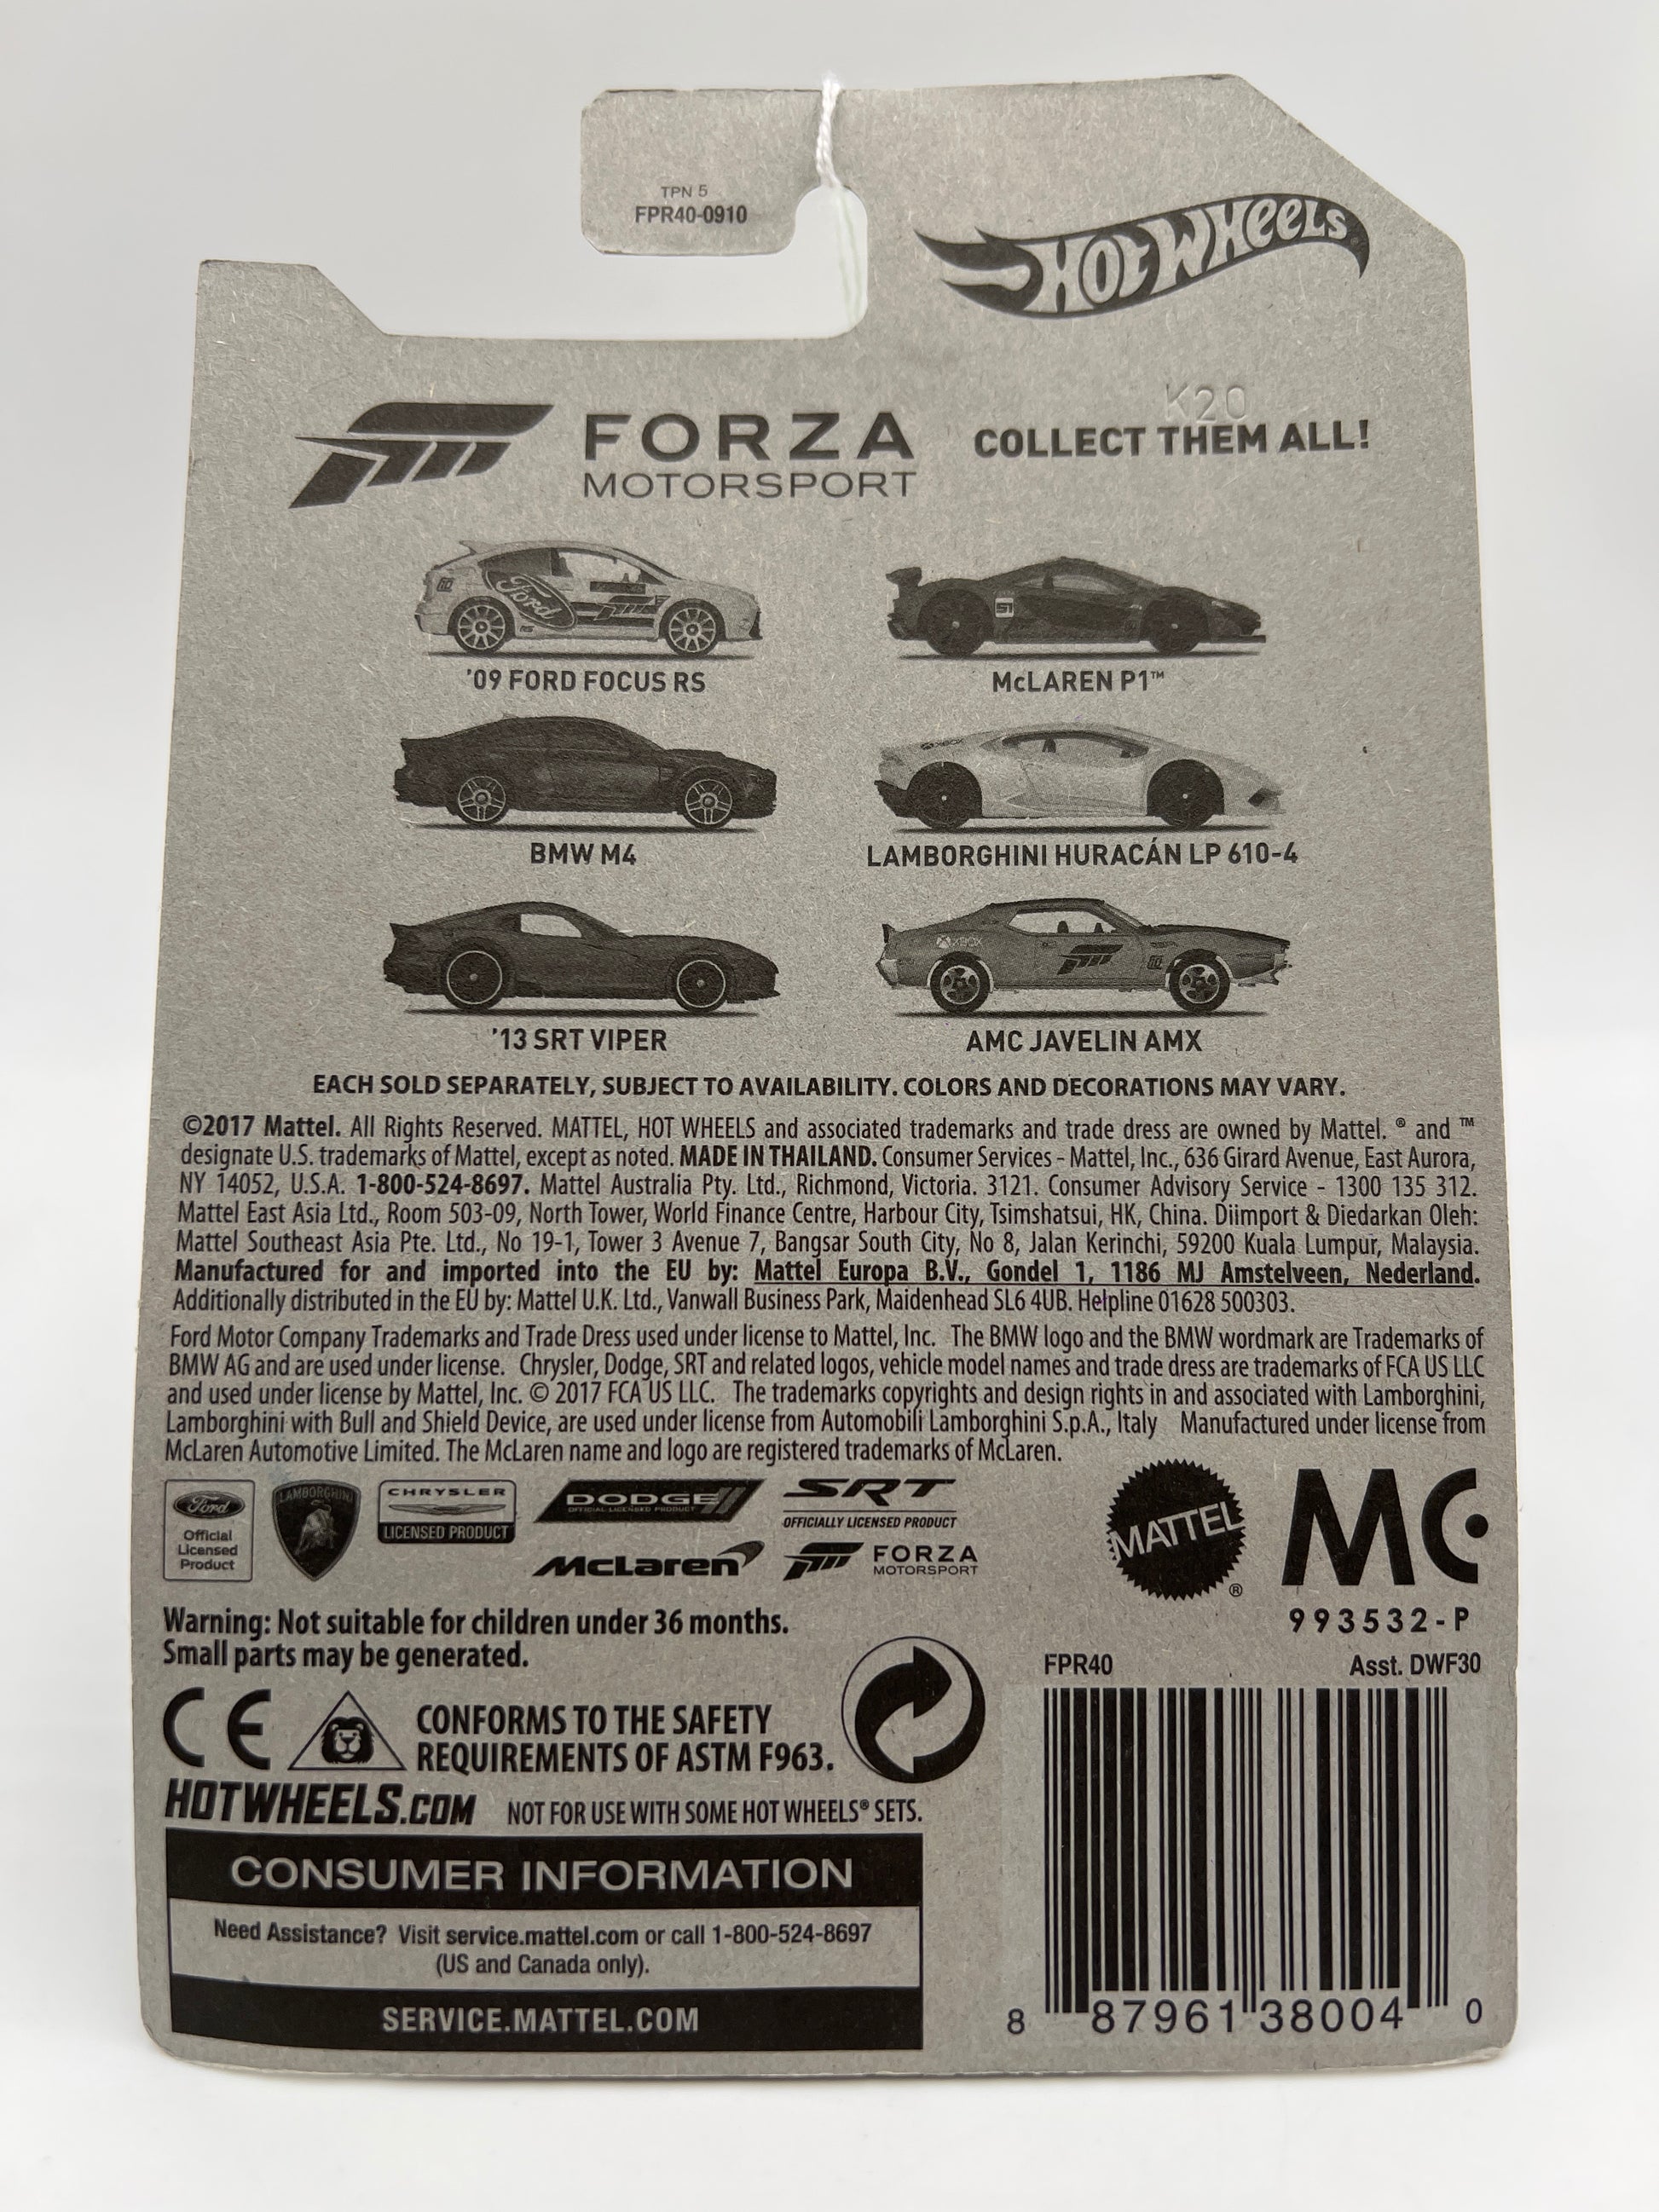 TPN 5
FPR40-0910
HOT WHEELS
K20
FORZA
MOTORSPORT
COLLECT THEM ALL!
Ford
RS
51
'09 FORD FOCUS RS
McLAREN P1™
BMW M4
LAMBORGHINI HURACÁN LP 610-4
XBOX
'13 SRT VIPER
AMC JAVELIN AMX
EACH SOLD SEPARATELY, SUBJECT TO AVAILABILITY. COLORS AND DECORATIONS MAY VARY.
©2017 Mattel. All Rights Reserved. MATTEL, HOT WHEELS and associated trademarks and trade dress are owned by Mattel. ® and ™
designate U.S. trademarks of Mattel, except as noted. MADE IN THAILAND. Consumer Services - Mattel, Inc., 636 Girard Avenue, East Aurora,
NY 14052, U.S.A. 1-800-524-8697. Mattel Australia Pty. Ltd., Richmond, Victoria. 3121. Consumer Advisory Service - 1300 135 312.
Mattel East Asia Ltd., Room 503-09, North Tower, World Finance Centre, Harbour City, Tsimshatsui, HK, China. Diimport & Diedarkan Oleh:
Mattel Southeast Asia Pte. Ltd., No 19-1, Tower 3 Avenue 7, Bangsar South City, No 8, Jalan Kerinchi, 59200 Kuala Lumpur, Malaysia.
Manufactured for and imported into the EU by: Mattel Europa B.V., Gondel 1, 1186 MJ Amstelveen, Nederland.
Additionally distributed in the EU by: Mattel U.K. Ltd., Vanwall Business Park, Maidenhead SL6 4UB. Helpline 01628 500303.
Ford Motor Company Trademarks and Trade Dress used under license to Mattel, Inc. The BMW logo and the BMW wordmark are Trademarks of
BMW AG and are used under license. Chrysler, Dodge, SRT and related logos, vehicle model names and trade dress are trademarks of FCA US LLC
and used under license by Mattel, Inc. © 2017 FCA US LLC. The trademarks copyrights and design rights in and associated with Lamborghini,
Lamborghini with Bull and Shield Device, are used under license from Automobili Lamborghini S.p.A., Italy Manufactured under license from
McLaren Automotive Limited. The McLaren name and logo are registered trademarks of McLaren.
Ford
Official
Licensed
Product
LAMBORGHINI
CHRYSLER
LICENSED PRODUCT
DODGE
OFFICIAL LICENSED PRODUCT
SRT
OFFICIALLY LICENSED PRODUCT
McLaren
FORZA
MOTORSPORT
MATTEL
®
MC
993532-P
Warning: Not suitable for children under 36 months.
Small parts may be generated.
FPR40
Asst. DWF30
CE
CONFORMS TO THE SAFETY
REQUIREMENTS OF ASTM F963.
HOTWHEELS.COM NOT FOR USE WITH SOME HOT WHEELS® SETS.
CONSUMER INFORMATION
Need Assistance? Visit service.mattel.com or call 1-800-524-8697
(US and Canada only).
SERVICE.MATTEL.COM
8 87961 38004 0